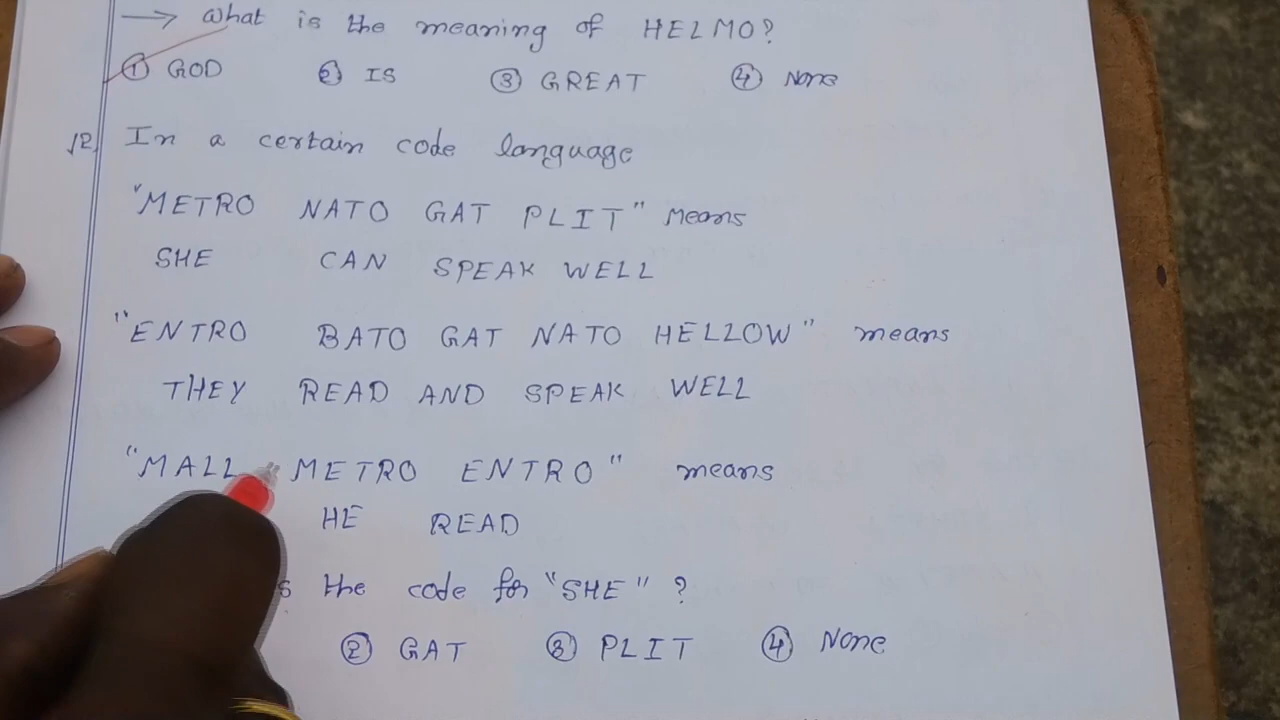 → What is the meaning of HELMO?
① GOD ② IS ③ GREAT ④ None
12) In a certain code language
"METRO NATO GAT PLIT" means
SHE CAN SPEAK WELL
"ENTRO BATO GAT NATO HELLOW" means
THEY READ AND SPEAK WELL
"MALL METRO ENTRO" means
HE READ
the code for "SHE"?
② GAT ③ PLIT ④ None